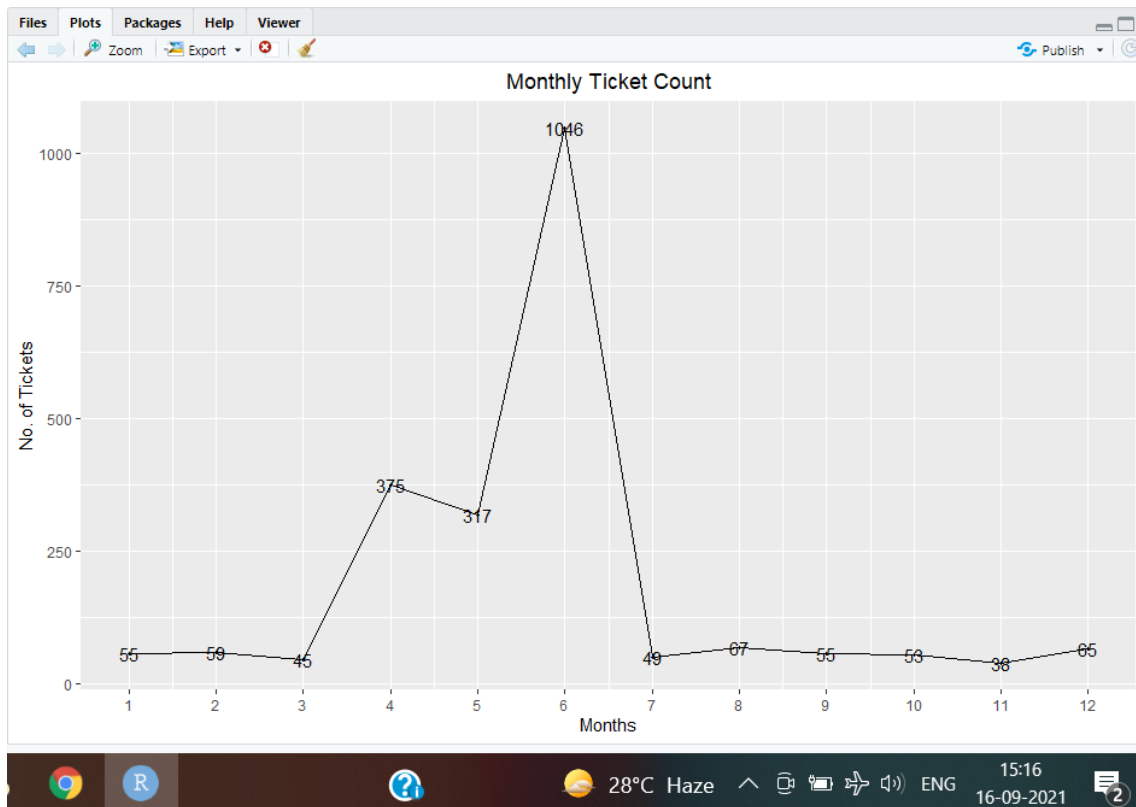 Files Plots Packages Help Viewer
Zoom Export Publish
Monthly Ticket Count
No. of Tickets
1000
750
500
250
0
55 59 45 375 317 1046 49 67 55 53 38 65
1 2 3 4 5 6 7 8 9 10 11 12
Months
R 28°C Haze ENG 15:16
16-09-2021 2